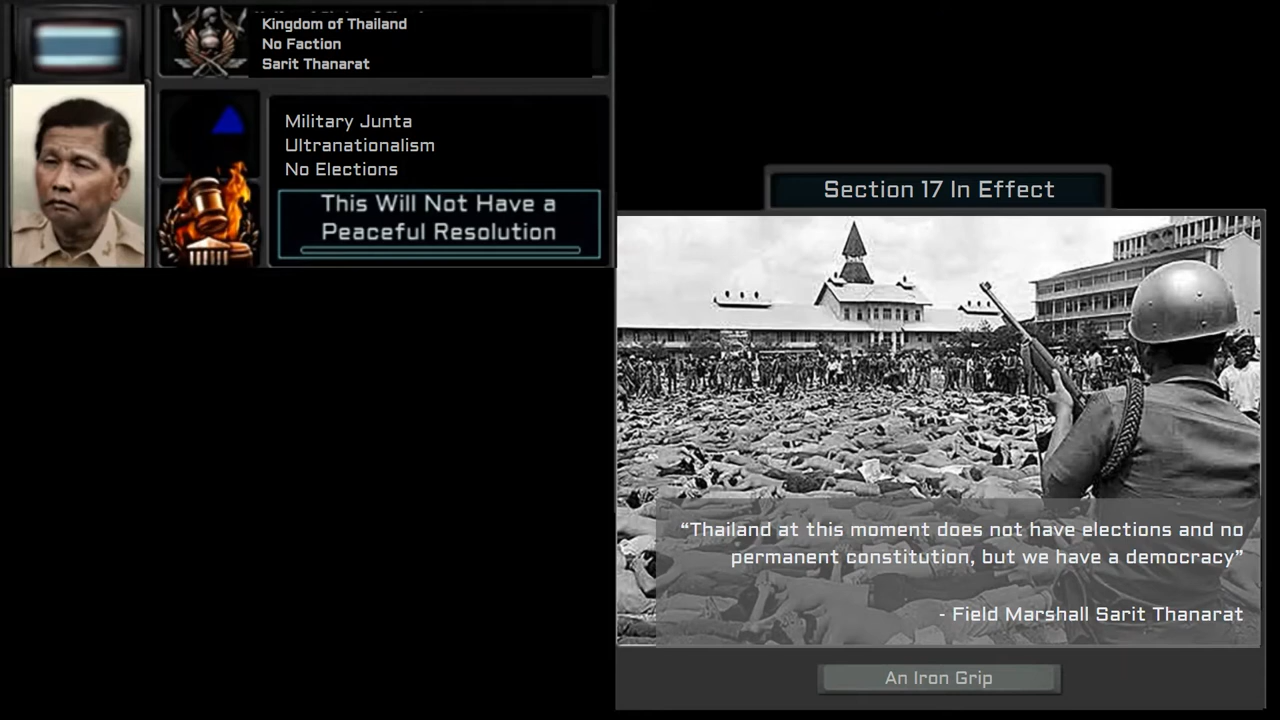 Kingdom of Thailand
No Faction
Sarit Thanarat
Military Junta
Ultranationalism
No Elections
This Will Not Have a
Peaceful Resolution
Section 17 In Effect
“Thailand at this moment does not have elections and no
permanent constitution, but we have a democracy”
- Field Marshall Sarit Thanarat
An Iron Grip